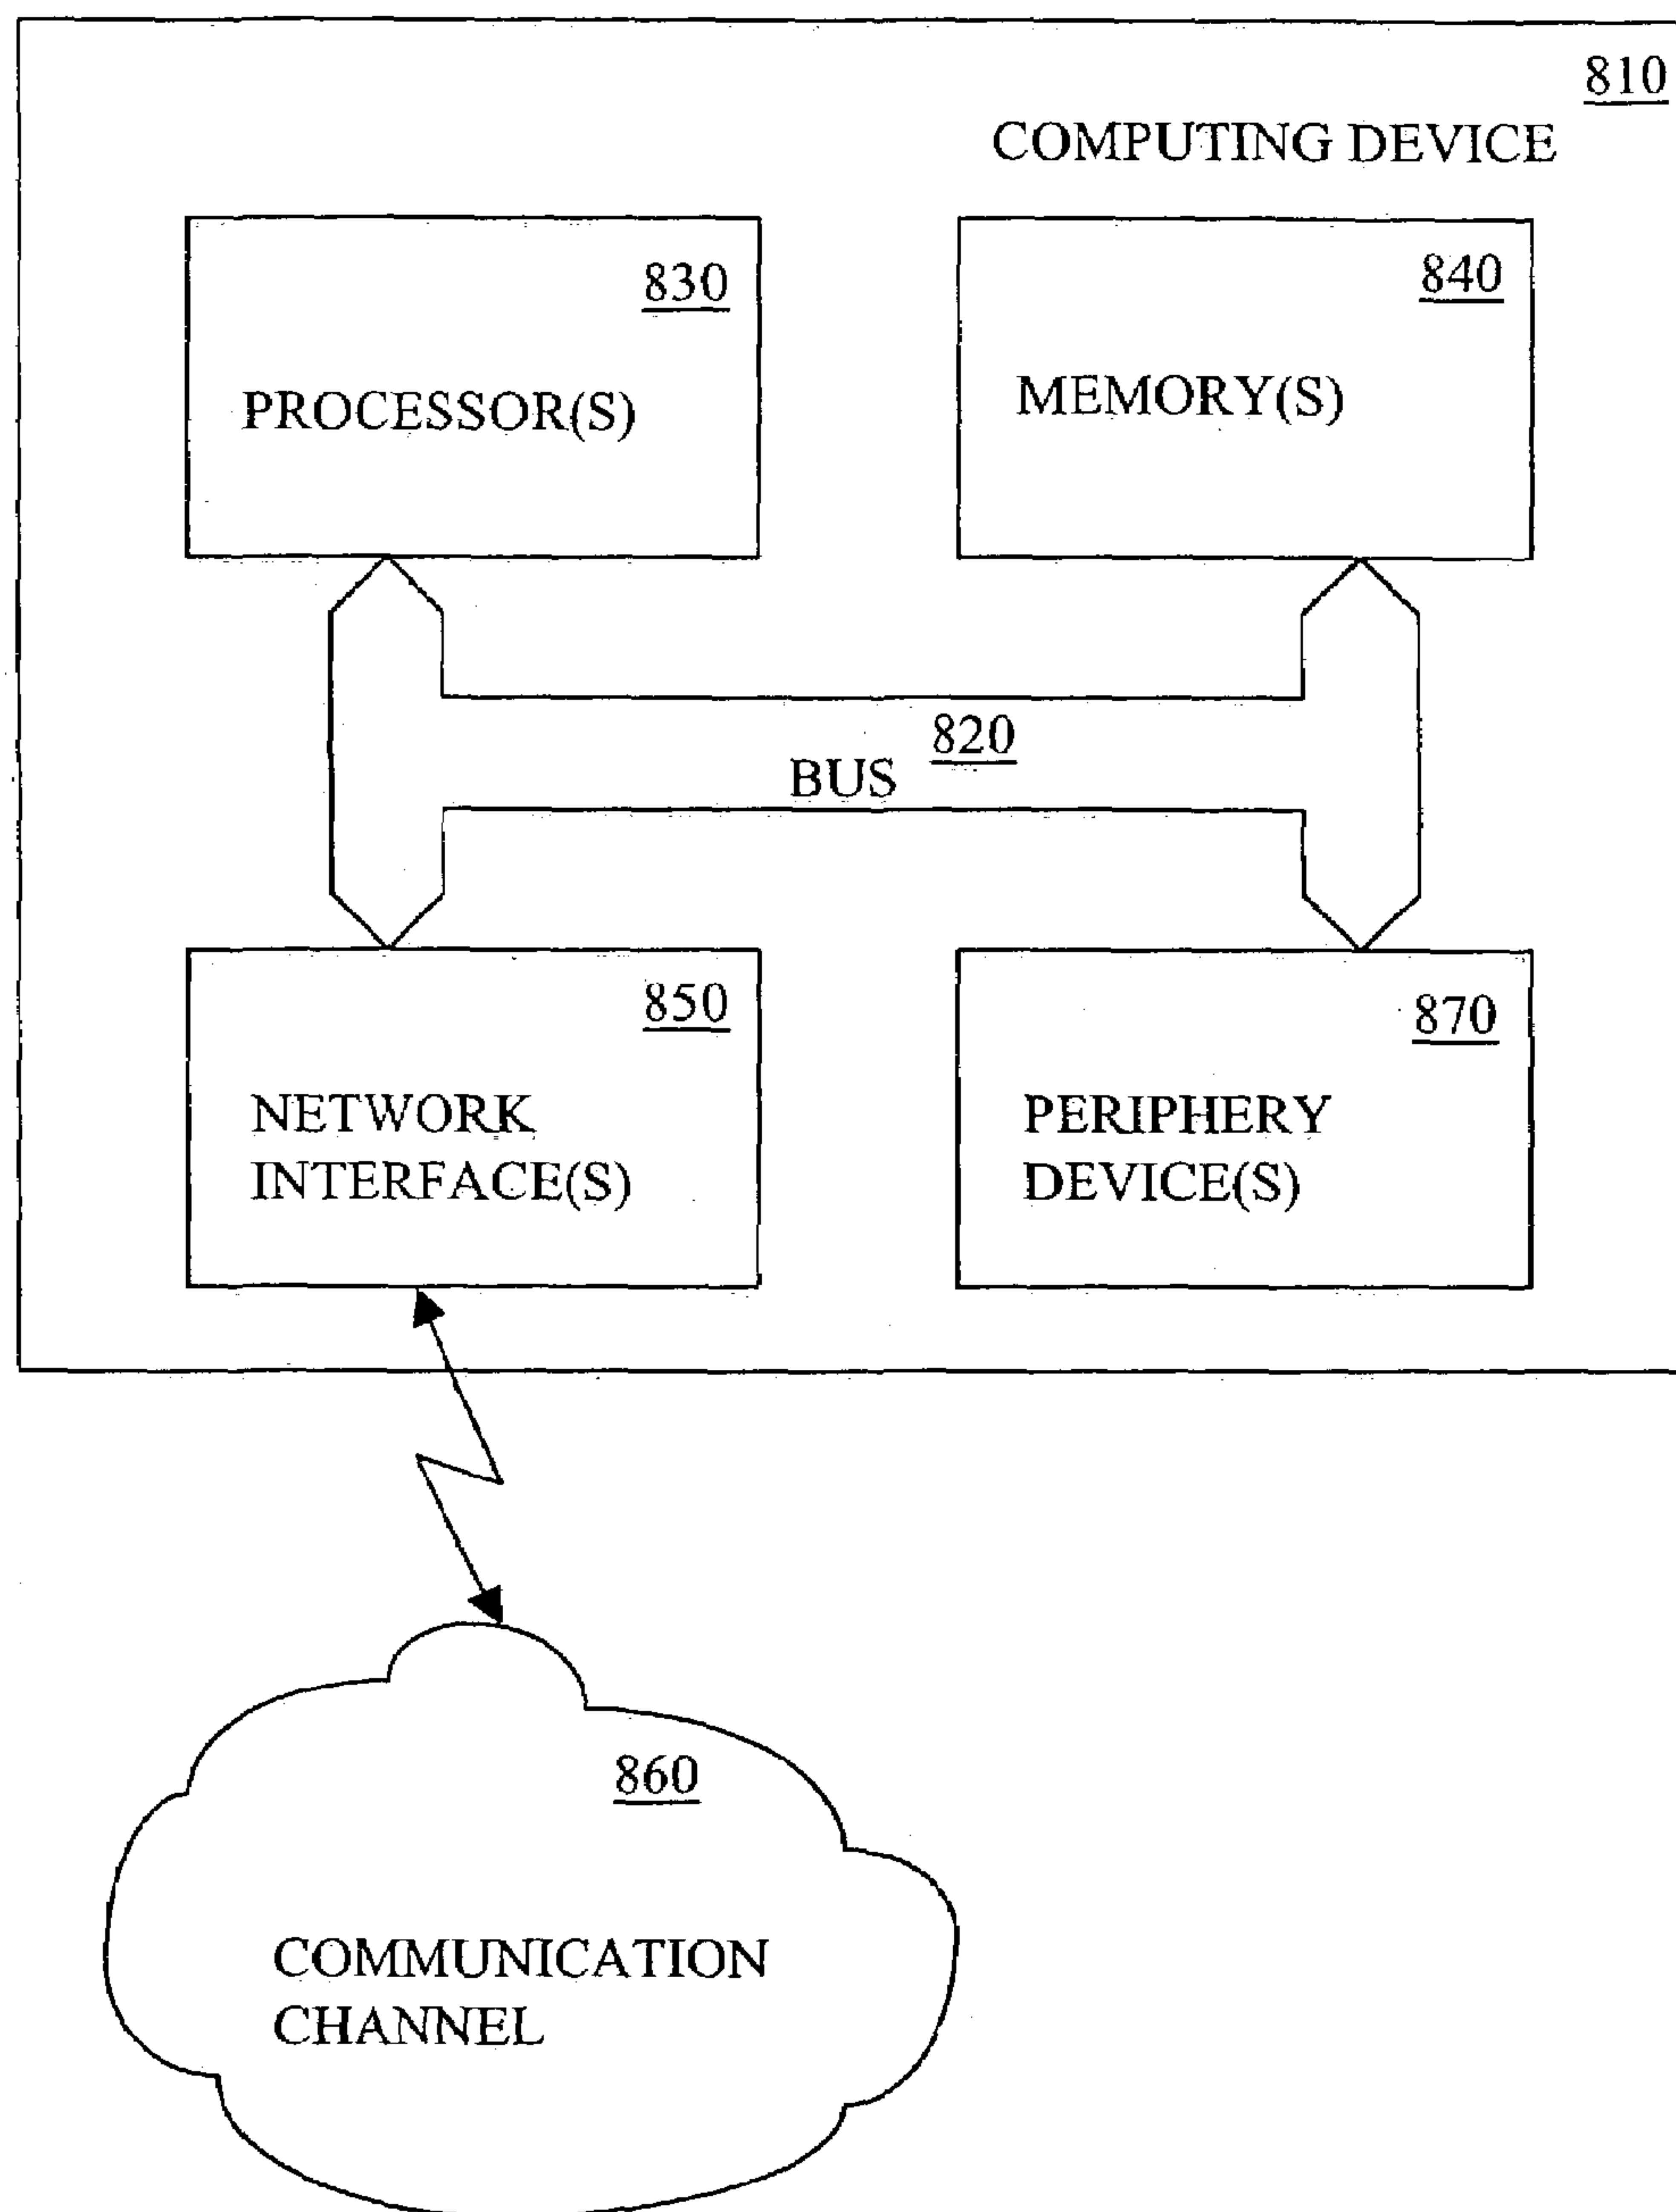 810
COMPUTING DEVICE
830
PROCESSOR(S)
840
MEMORY(S)
820
BUS
850
NETWORK
INTERFACE(S)
870
PERIPHERY
DEVICE(S)
860
COMMUNICATION
CHANNEL